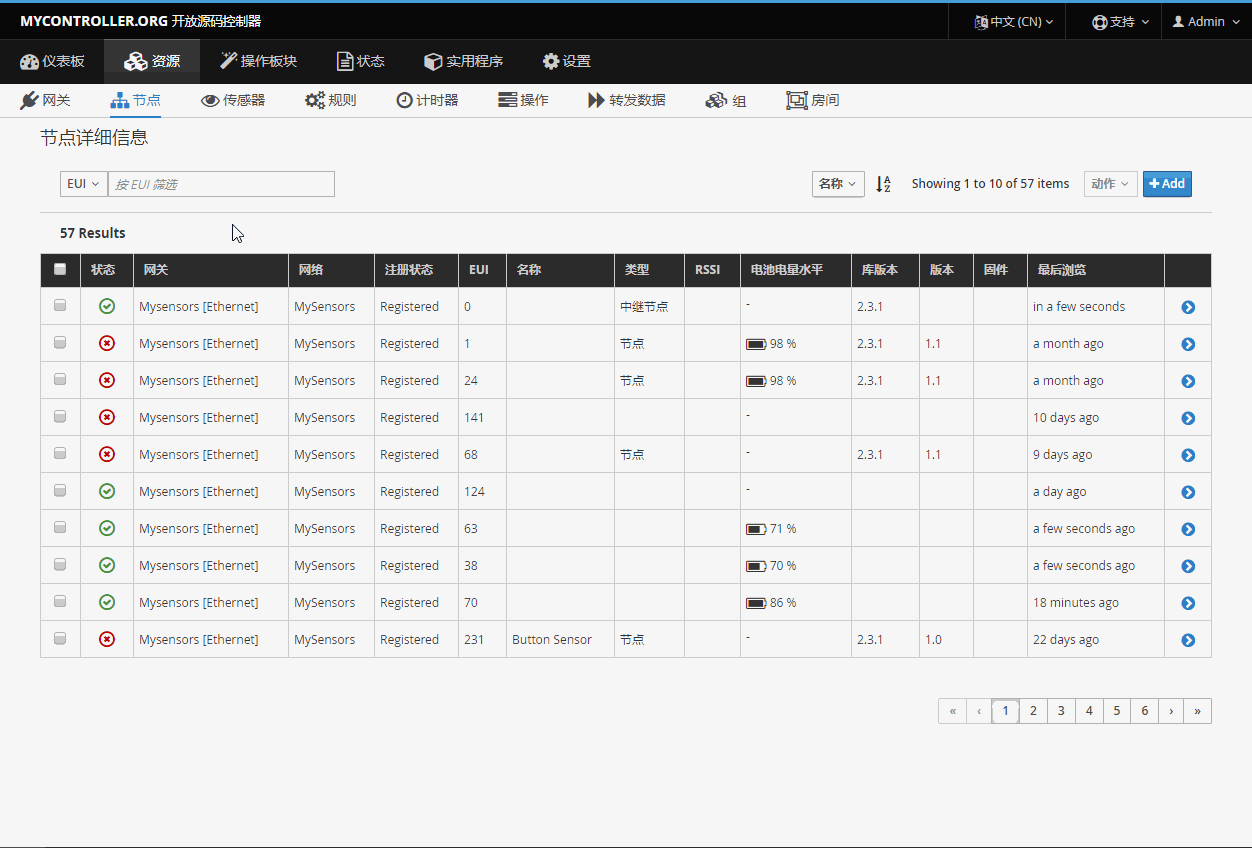 MYCONTROLLER.ORG 开放源码控制器 中文 (CN) 支持 Admin
仪表板 资源 操作板块 状态 实用程序 设置
网关 节点 传感器 规则 计时器 操作 转发数据 组 房间
节点详细信息
EUI 按 EUI 筛选 名称 Showing 1 to 10 of 57 items 动作 Add
57 Results
状态 网关 网络 注册状态 EUI 名称 类型 RSSI 电池电量水平 库版本 版本 固件 最后浏览
Mysensors [Ethernet] MySensors Registered 0 中继节点 - 2.3.1 in a few seconds
Mysensors [Ethernet] MySensors Registered 1 节点 98 % 2.3.1 1.1 a month ago
Mysensors [Ethernet] MySensors Registered 24 节点 98 % 2.3.1 1.1 a month ago
Mysensors [Ethernet] MySensors Registered 141 - 10 days ago
Mysensors [Ethernet] MySensors Registered 68 节点 - 2.3.1 1.1 9 days ago
Mysensors [Ethernet] MySensors Registered 124 - a day ago
Mysensors [Ethernet] MySensors Registered 63 71 % a few seconds ago
Mysensors [Ethernet] MySensors Registered 38 70 % a few seconds ago
Mysensors [Ethernet] MySensors Registered 70 86 % 18 minutes ago
Mysensors [Ethernet] MySensors Registered 231 Button Sensor 节点 - 2.3.1 1.0 22 days ago
« ‹ 1 2 3 4 5 6 › »